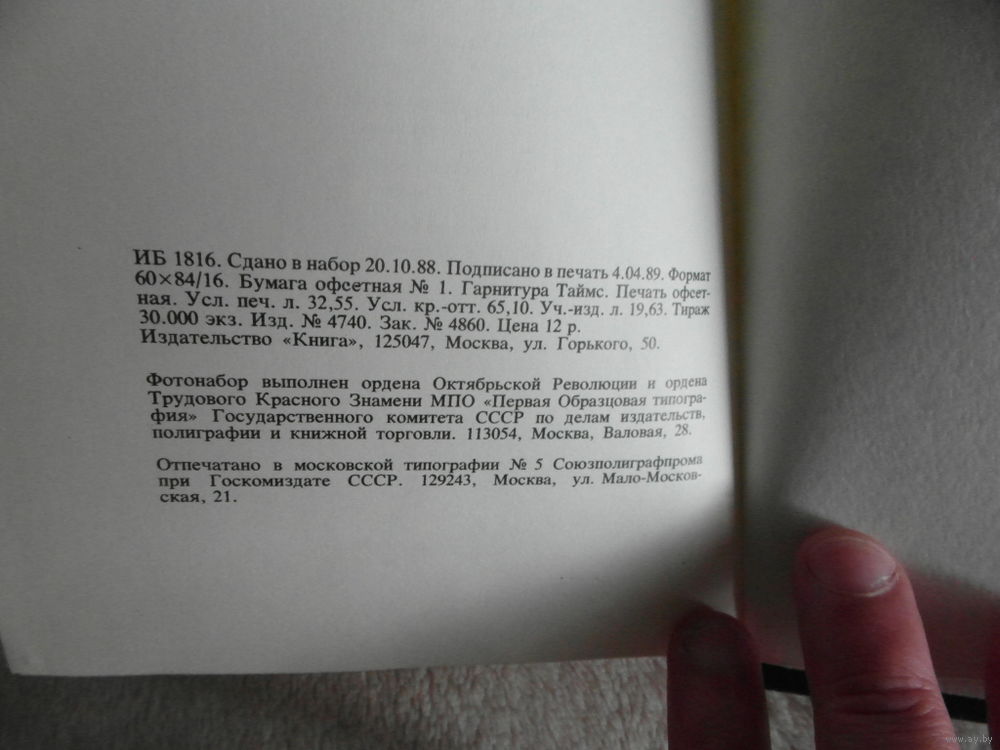 ИБ 1816. Сдано в набор 20.10.88. Подписано в печать 4.04.89. Формат
60×84/16. Бумага офсетная № 1. Гарнитура Таймс. Печать офсет-
ная. Усл. печ. л. 32,55. Усл. кр.-отт. 65,10. Уч.-изд. л. 19,63. Тираж
30.000 экз. Изд. № 4740. Зак. № 4860. Цена 12 р.
Издательство «Книга», 125047, Москва, ул. Горького, 50.
Фотонабор выполнен ордена Октябрьской Революции и ордена
Трудового Красного Знамени МПО «Первая Образцовая типогра-
фия» Государственного комитета СССР по делам издательств,
полиграфии и книжной торговли. 113054, Москва, Валовая, 28.
Отпечатано в московской типографии № 5 Союзполиграфпрома
при Госкомиздате СССР. 129243, Москва, ул. Мало-Москов-
ская, 21.
www.ay.by